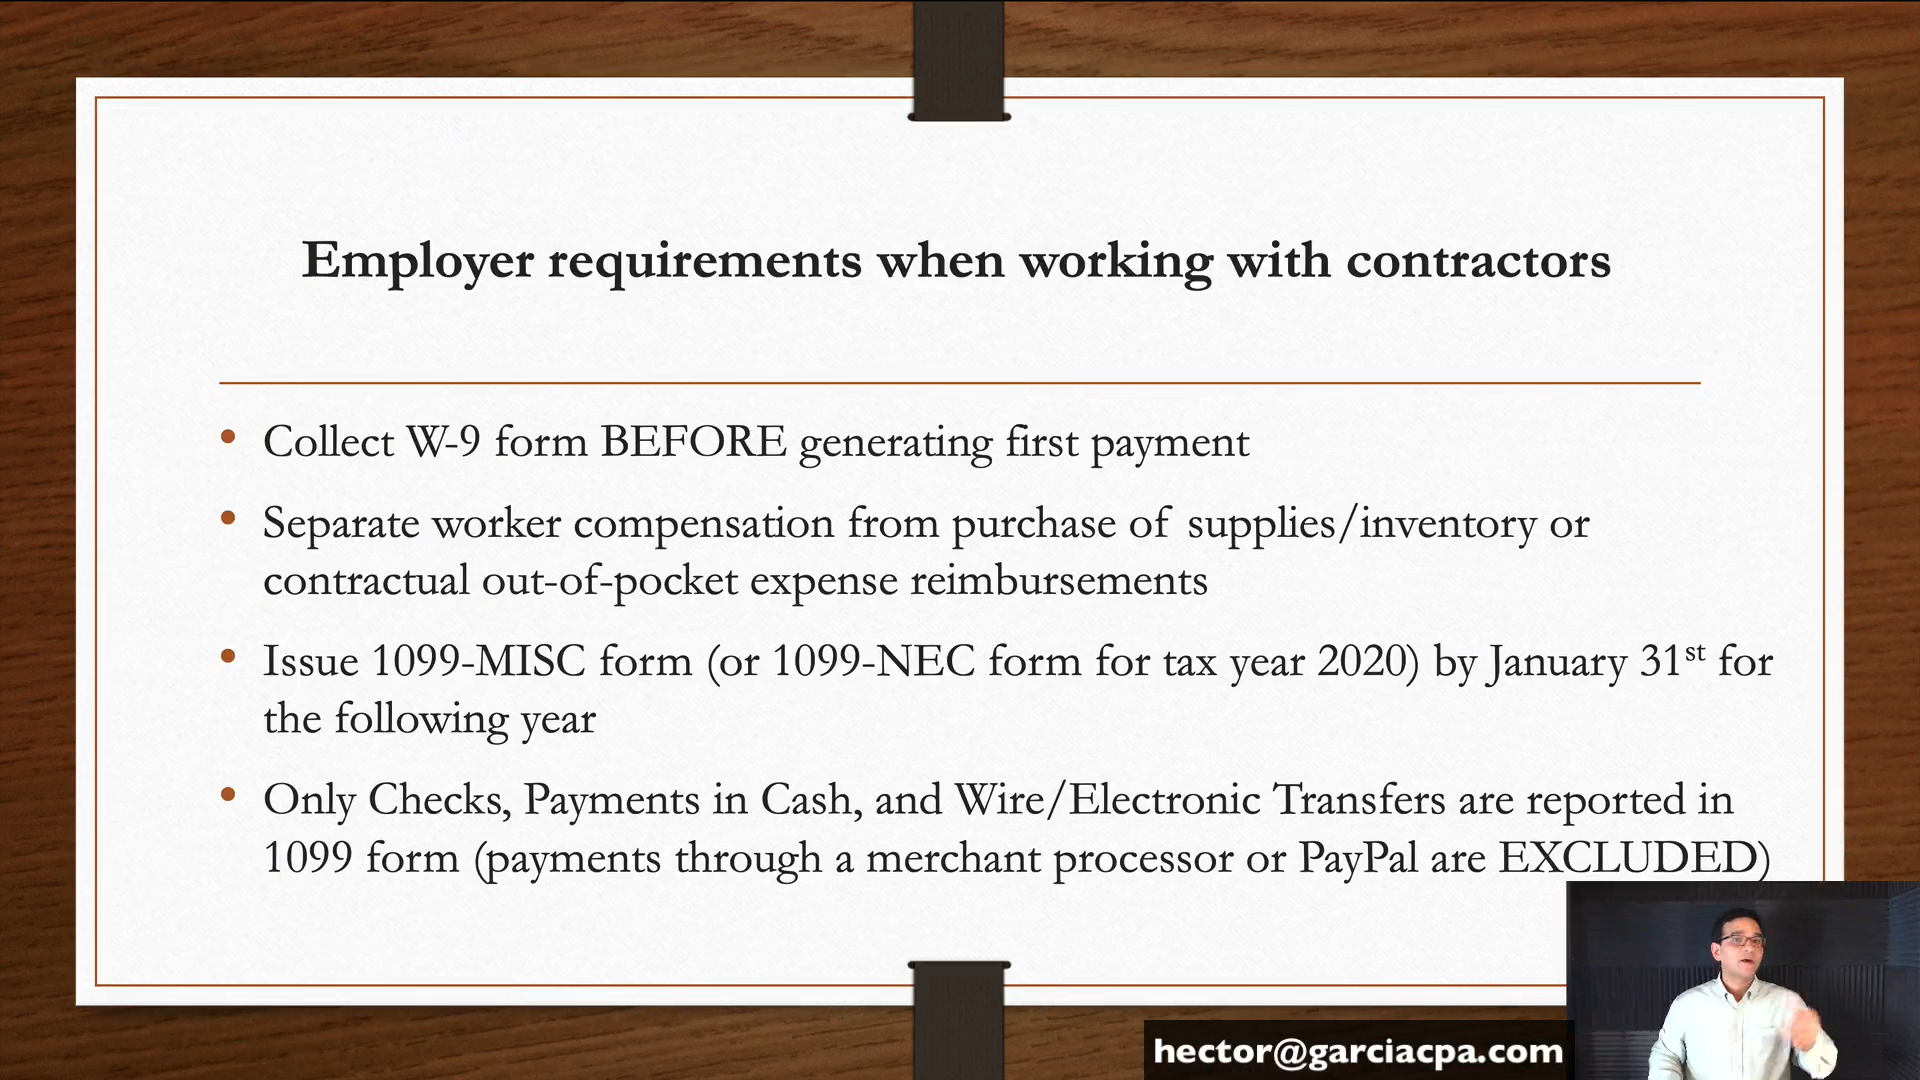 Employer requirements when working with contractors
• Collect W-9 form BEFORE generating first payment
• Separate worker compensation from purchase of supplies/inventory or
contractual out-of-pocket expense reimbursements
• Issue 1099-MISC form (or 1099-NEC form for tax year 2020) by January 31st for
the following year
• Only Checks, Payments in Cash, and Wire/Electronic Transfers are reported in
1099 form (payments through a merchant processor or PayPal are EXCLUDED)
hector@garciacpa.com